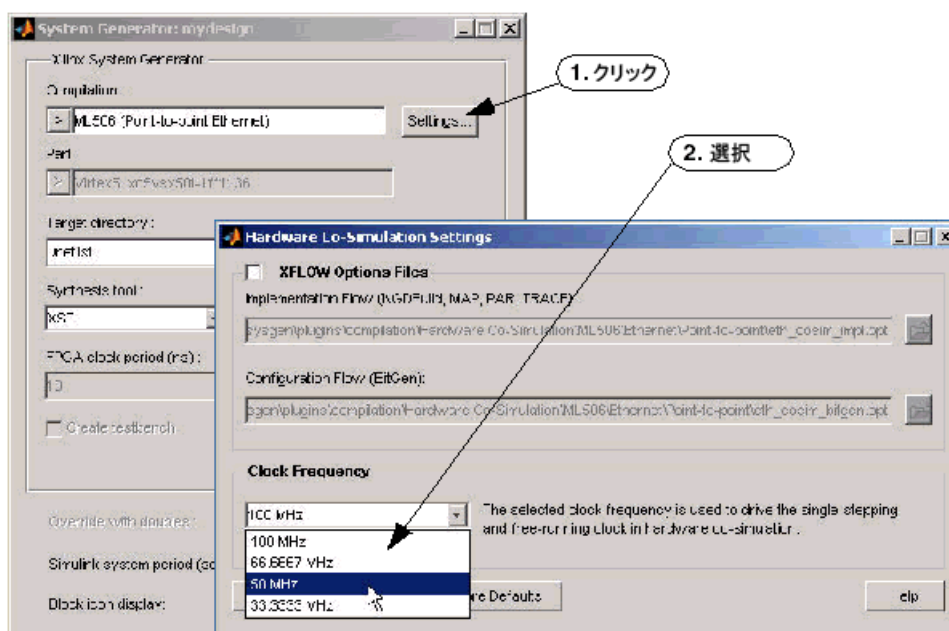 System Generator: mydesign
Xilinx System Generator
Compilation:
ML506 (Point-to-point Ethernet)
Settings...
Part:
Target directory:
./netlist
Synthesis tool:
XST
FPGA clock period (ns):
10
Create testbench
Override with doubles:
Simulink system period (sec
Block icon display:
1. クリック
2. 選択
Hardware Co-Simulation Settings
XFLOW Options Files
Implementation Flow (NGDBUILD, MAP, PAR, TRACE):
sysgen\plugins\compilation\Hardware Co-Simulation\ML506\Ethernet\Point-to-point\eth_cosim_impl.opt
Configuration Flow (BitGen):
sgen\plugins\compilation\Hardware Co-Simulation\ML506\Ethernet\Point-to-point\eth_cosim_bitgen.opt
Clock Frequency
100 MHz
The selected clock frequency is used to drive the single-stepping
and free-running clock in hardware co-simulation.
100 MHz
66.6667 MHz
50 MHz
33.3333 MHz
re Defaults
elp